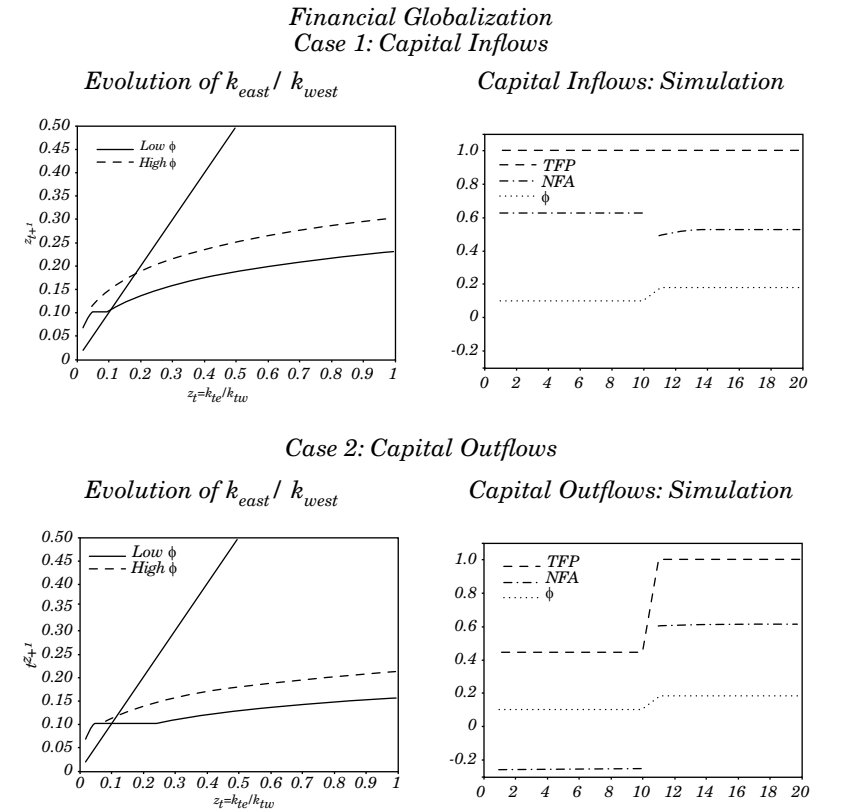 Financial Globalization
Case 1: Capital Inflows
Evolution of k_east / k_west
Capital Inflows: Simulation
0.50
0.45
0.40
0.35
0.30
0.25
0.20
0.15
0.10
0.05
0
z_t+1
Low ϕ
High ϕ
0 0.1 0.2 0.3 0.4 0.5 0.6 0.7 0.8 0.9 1
z_t=k_te/k_tw
1.0
0.8
0.6
0.4
0.2
0
-0.2
TFP
NFA
ϕ
0 2 4 6 8 10 12 14 16 18 20
Case 2: Capital Outflows
Evolution of k_east / k_west
Capital Outflows: Simulation
0.50
0.45
0.40
0.35
0.30
0.25
0.20
0.15
0.10
0.05
0
t^z+1
Low ϕ
High ϕ
0 0.1 0.2 0.3 0.4 0.5 0.6 0.7 0.8 0.9 1
z_t=k_te/k_tw
1.0
0.8
0.6
0.4
0.2
0
-0.2
TFP
NFA
ϕ
0 2 4 6 8 10 12 14 16 18 20